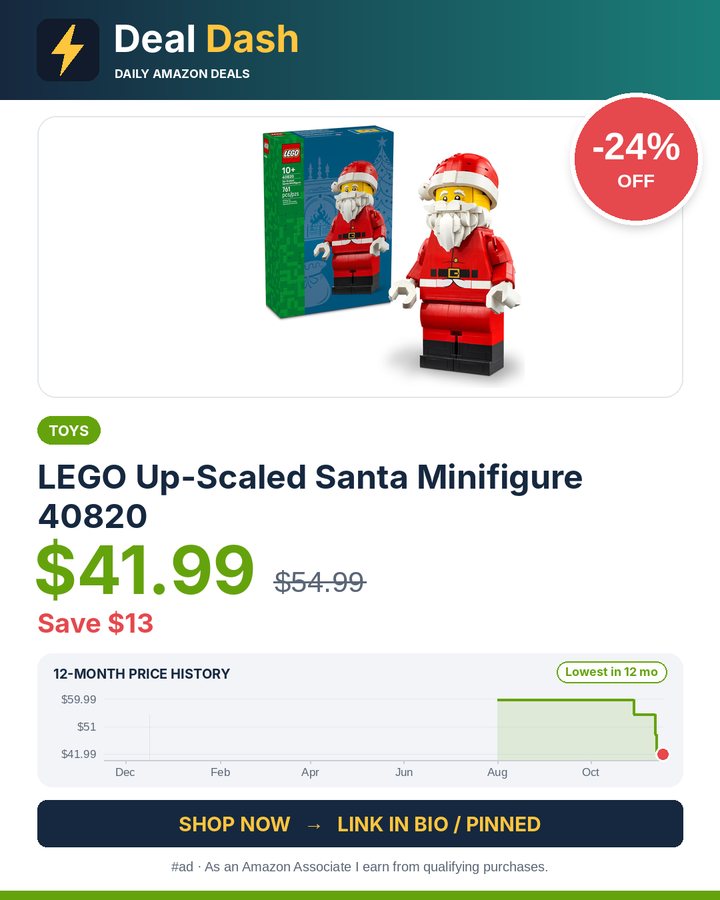 Deal Dash
DAILY AMAZON DEALS
-24%
OFF
LEGO
10+
40820
761
pcs/pzs
TOYS
LEGO Up-Scaled Santa Minifigure
40820
$41.99 $54.99
Save $13
12-MONTH PRICE HISTORY
Lowest in 12 mo
$59.99
$51
$41.99
Dec Feb Apr Jun Aug Oct
SHOP NOW → LINK IN BIO / PINNED
#ad · As an Amazon Associate I earn from qualifying purchases.